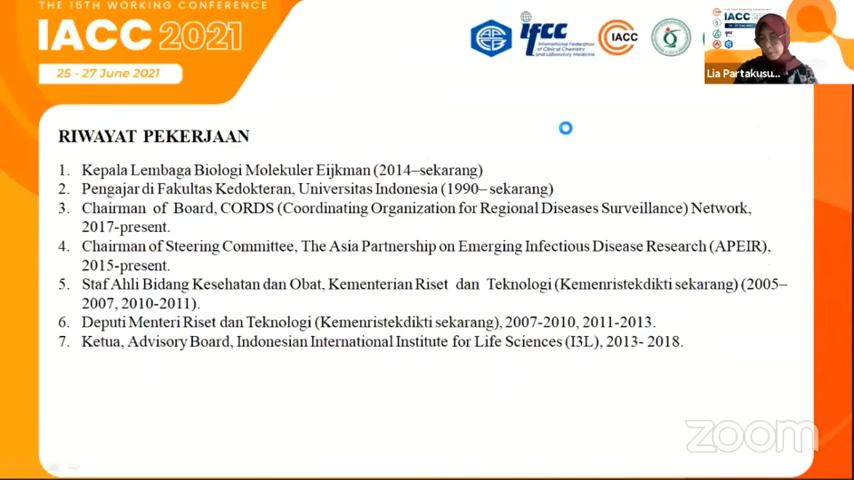 THE 15TH WORKING CONFERENCE
IACC 2021
25 - 27 June 2021
ifcc
International Federation
of Clinical Chemistry
and Laboratory Medicine
IACC
IACC 2021
Lia Partakusu...
RIWAYAT PEKERJAAN
1. Kepala Lembaga Biologi Molekuler Eijkman (2014–sekarang)
2. Pengajar di Fakultas Kedokteran, Universitas Indonesia (1990– sekarang)
3. Chairman of Board, CORDS (Coordinating Organization for Regional Diseases Surveillance) Network,
2017-present.
4. Chairman of Steering Committee, The Asia Partnership on Emerging Infectious Disease Research (APEIR),
2015-present.
5. Staf Ahli Bidang Kesehatan dan Obat, Kementerian Riset dan Teknologi (Kemenristekdikti sekarang) (2005–
2007, 2010-2011).
6. Deputi Menteri Riset dan Teknologi (Kemenristekdikti sekarang), 2007-2010, 2011-2013.
7. Ketua, Advisory Board, Indonesian International Institute for Life Sciences (I3L), 2013- 2018.
zoom